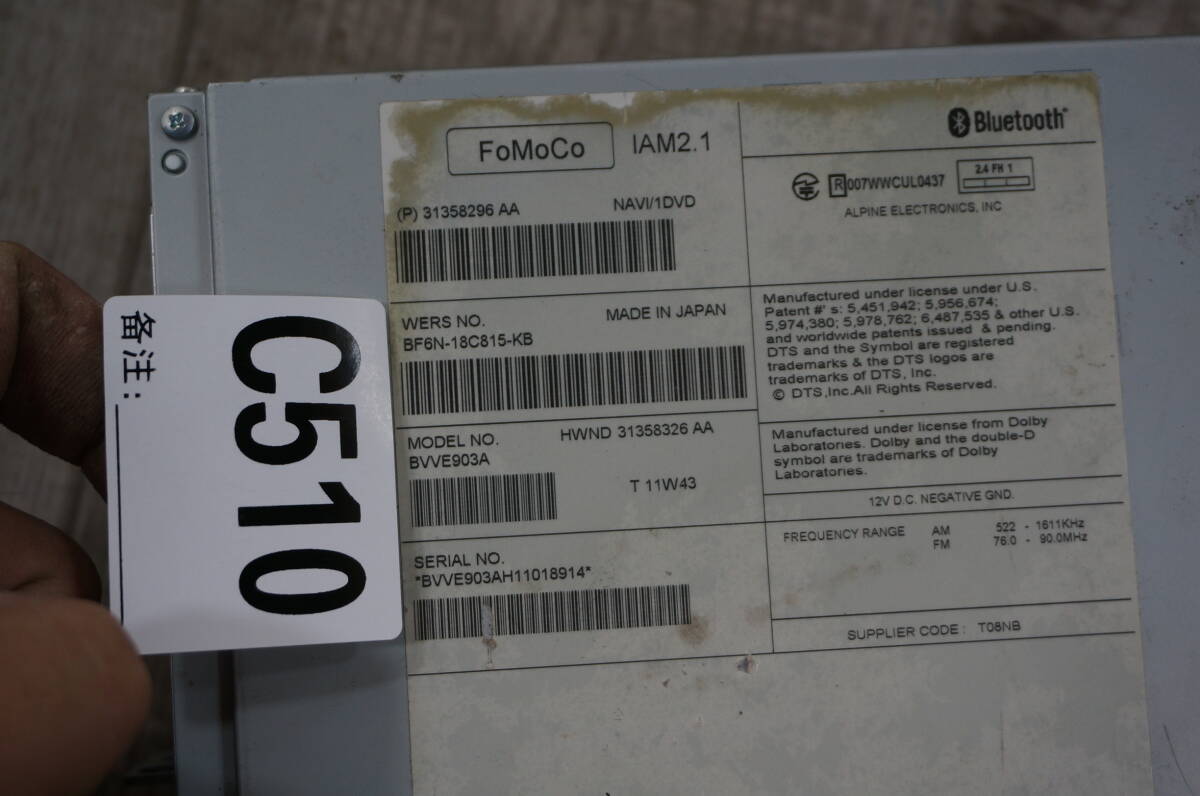 备注:
C510
FoMoCo IAM2.1
(P) 31358296 AA NAVI/1DVD
WERS NO. MADE IN JAPAN
BF6N-18C815-KB
MODEL NO. HWND 31358326 AA
BVVE903A
T 11W43
SERIAL NO.
*BVVE903AH11018914*
Bluetooth™
R 007WWCUL0437 2.4 FH 1
ALPINE ELECTRONICS, INC
Manufactured under license under U.S.
Patent #' s: 5,451,942; 5,956,674;
5,974,380; 5,978,762; 6,487,535 & other U.S.
and worldwide patents issued & pending.
DTS and the Symbol are registered
trademarks & the DTS logos are
trademarks of DTS, Inc.
© DTS,Inc.All Rights Reserved.
Manufactured under license from Dolby
Laboratories. Dolby and the double-D
symbol are trademarks of Dolby
Laboratories.
12V D.C. NEGATIVE GND.
FREQUENCY RANGE AM 522 - 1611KHz
FM 76.0 - 90.0MHz
SUPPLIER CODE : T08NB